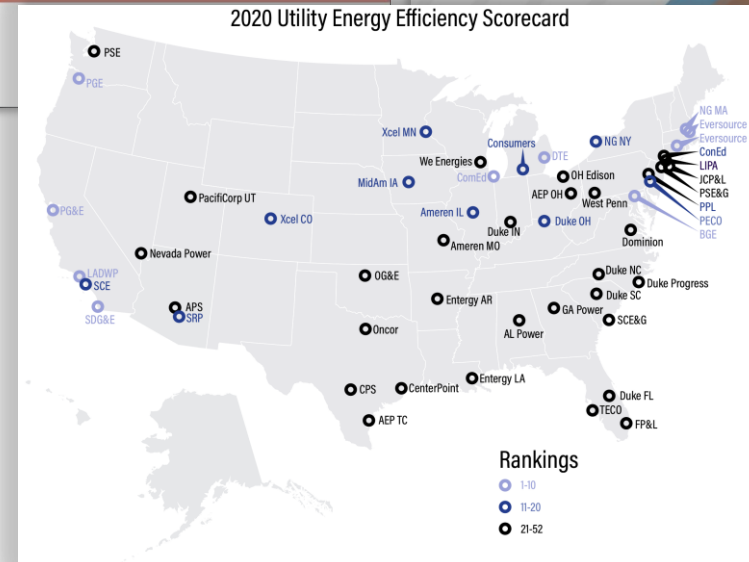 2020 Utility Energy Efficiency Scorecard
PSE
PGE
NG MA
Eversource
Eversource
ConEd
LIPA
JCP&L
PSE&G
PPL
PECO
BGE
Xcel MN
Consumers
NG NY
DTE
We Energies
ComEd
OH Edison
MidAm IA
AEP OH
West Penn
PacifiCorp UT
PG&E
Xcel CO
Ameren IL
Duke OH
Duke IN
Dominion
Ameren MO
Nevada Power
LADWP
SCE
OG&E
Duke NC
Duke Progress
Duke SC
Entergy AR
APS
SRP
SDG&E
GA Power
SCE&G
Oncor
AL Power
Entergy LA
CPS
CenterPoint
Duke FL
TECO
FP&L
AEP TC
Rankings
1-10
11-20
21-52